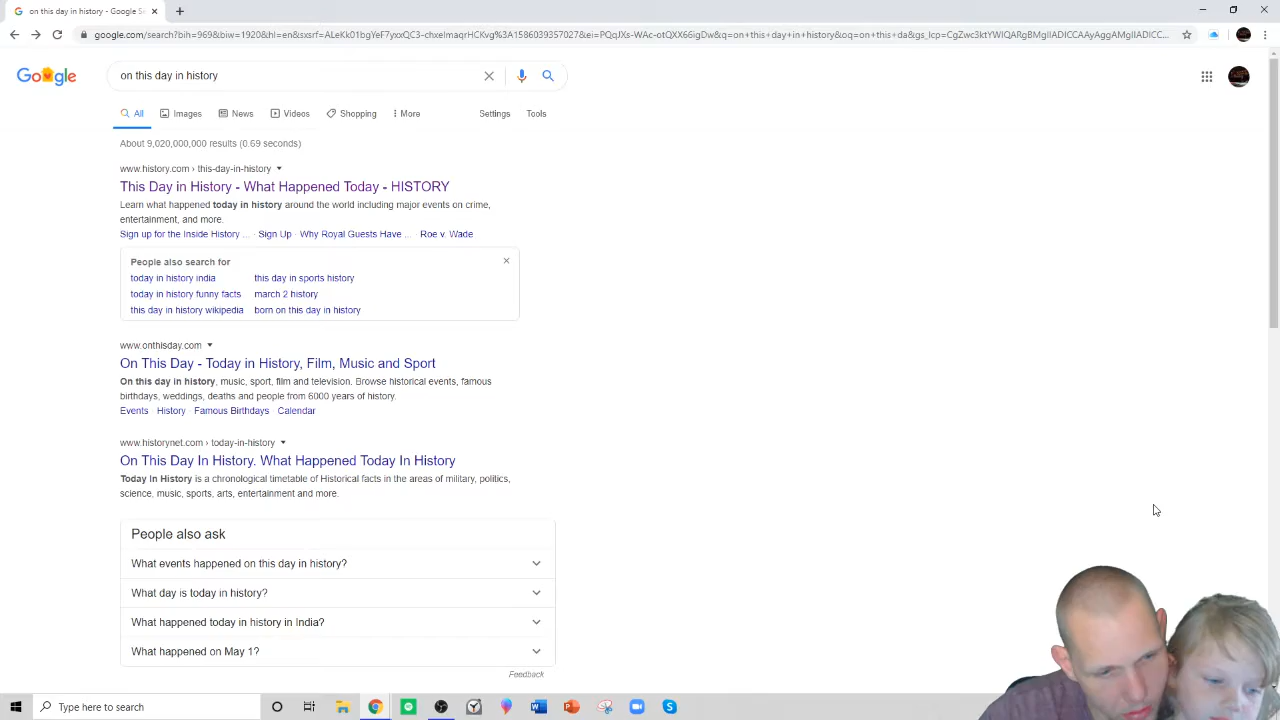 on this day in history - Google S
google.com/search?bih=969&biw=1920&hl=en&sxsrf=
Google
on this day in history
All Images News Videos Shopping More Settings Tools
About 9,020,000,000 results (0.69 seconds)
www.history.com › this-day-in-history
This Day in History - What Happened Today - HISTORY
Learn what happened today in history around the world including major events on crime,
entertainment, and more.
Sign up for the Inside History ... · Sign Up · Why Royal Guests Have ... · Roe v. Wade
People also search for
today in history india this day in sports history
today in history funny facts march 2 history
this day in history wikipedia born on this day in history
www.onthisday.com
On This Day - Today in History, Film, Music and Sport
On this day in history, music, sport, film and television. Browse historical events, famous
birthdays, weddings, deaths and people from 6000 years of history.
Events History Famous Birthdays Calendar
www.historynet.com › today-in-history
On This Day In History. What Happened Today In History
Today In History is a chronological timetable of Historical facts in the areas of military, politics,
science, music, sports, arts, entertainment and more.
People also ask
What events happened on this day in history?
What day is today in history?
What happened today in history in India?
What happened on May 1?
Feedback
Type here to search